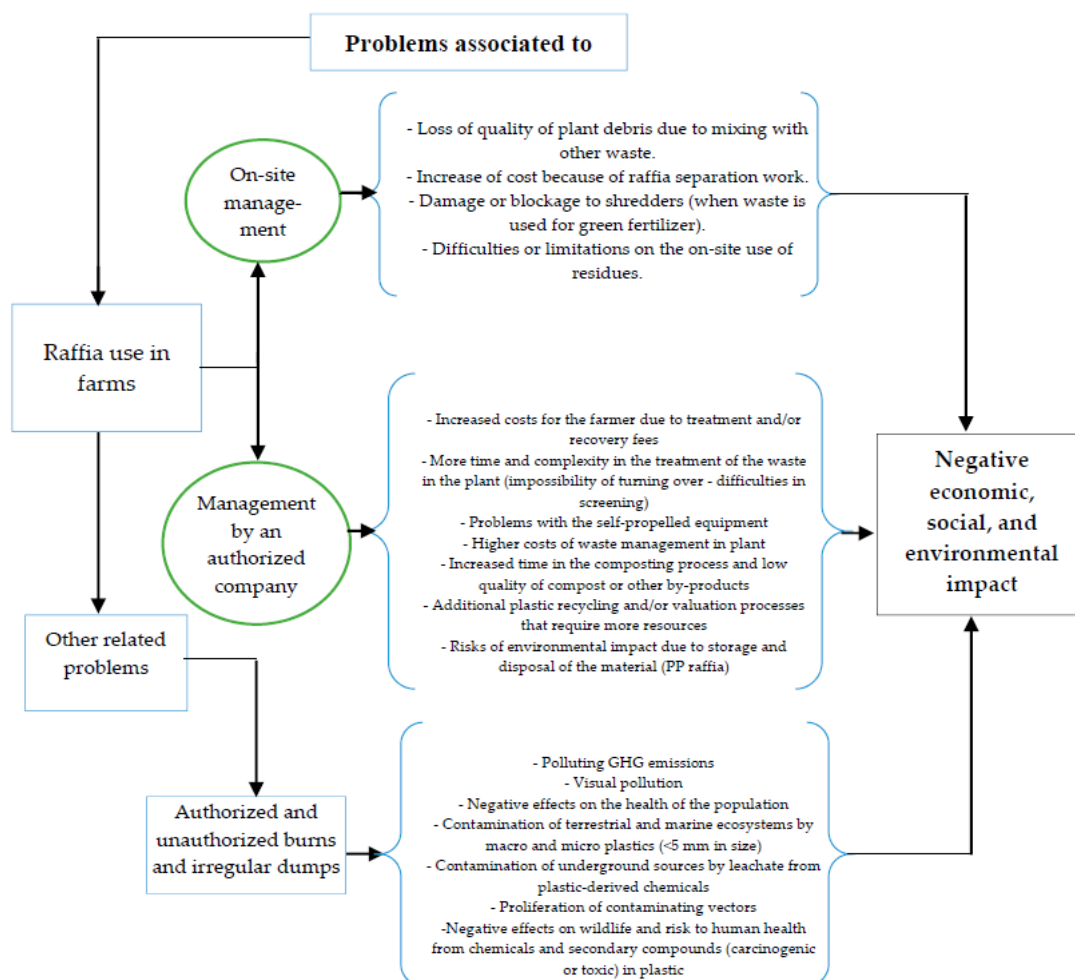 Problems associated to
On-site
manage-
ment
- Loss of quality of plant debris due to mixing with
other waste.
- Increase of cost because of raffia separation work.
- Damage or blockage to shredders (when waste is
used for green fertilizer).
- Difficulties or limitations on the on-site use of
residues.
Raffia use in
farms
Management
by an
authorized
company
- Increased costs for the farmer due to treatment and/or
recovery fees
- More time and complexity in the treatment of the waste
in the plant (impossibility of turning over - difficulties in
screening)
- Problems with the self-propelled equipment
- Higher costs of waste management in plant
- Increased time in the composting process and low
quality of compost or other by-products
- Additional plastic recycling and/or valuation processes
that require more resources
- Risks of environmental impact due to storage and
disposal of the material (PP raffia)
Negative
economic,
social, and
environmental
impact
Other related
problems
Authorized and
unauthorized burns
and irregular dumps
- Polluting GHG emissions
- Visual pollution
- Negative effects on the health of the population
- Contamination of terrestrial and marine ecosystems by
macro and micro plastics (<5 mm in size)
- Contamination of underground sources by leachate from
plastic-derived chemicals
- Proliferation of contaminating vectors
-Negative effects on wildlife and risk to human health
from chemicals and secondary compounds (carcinogenic
or toxic) in plastic